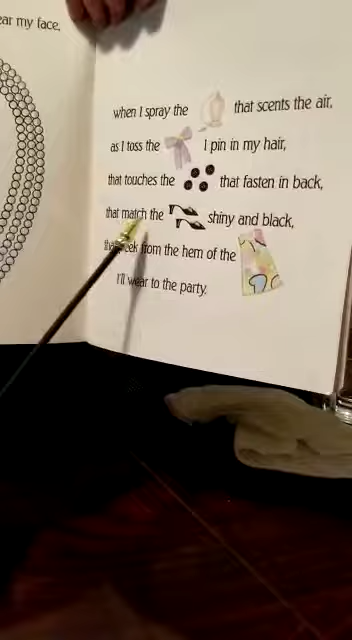 ear my face,
when I spray the that scents the air,
as I toss the I pin in my hair,
that touches the that fasten in back,
that match the shiny and black,
from the hem of the
I'll wear to the party.